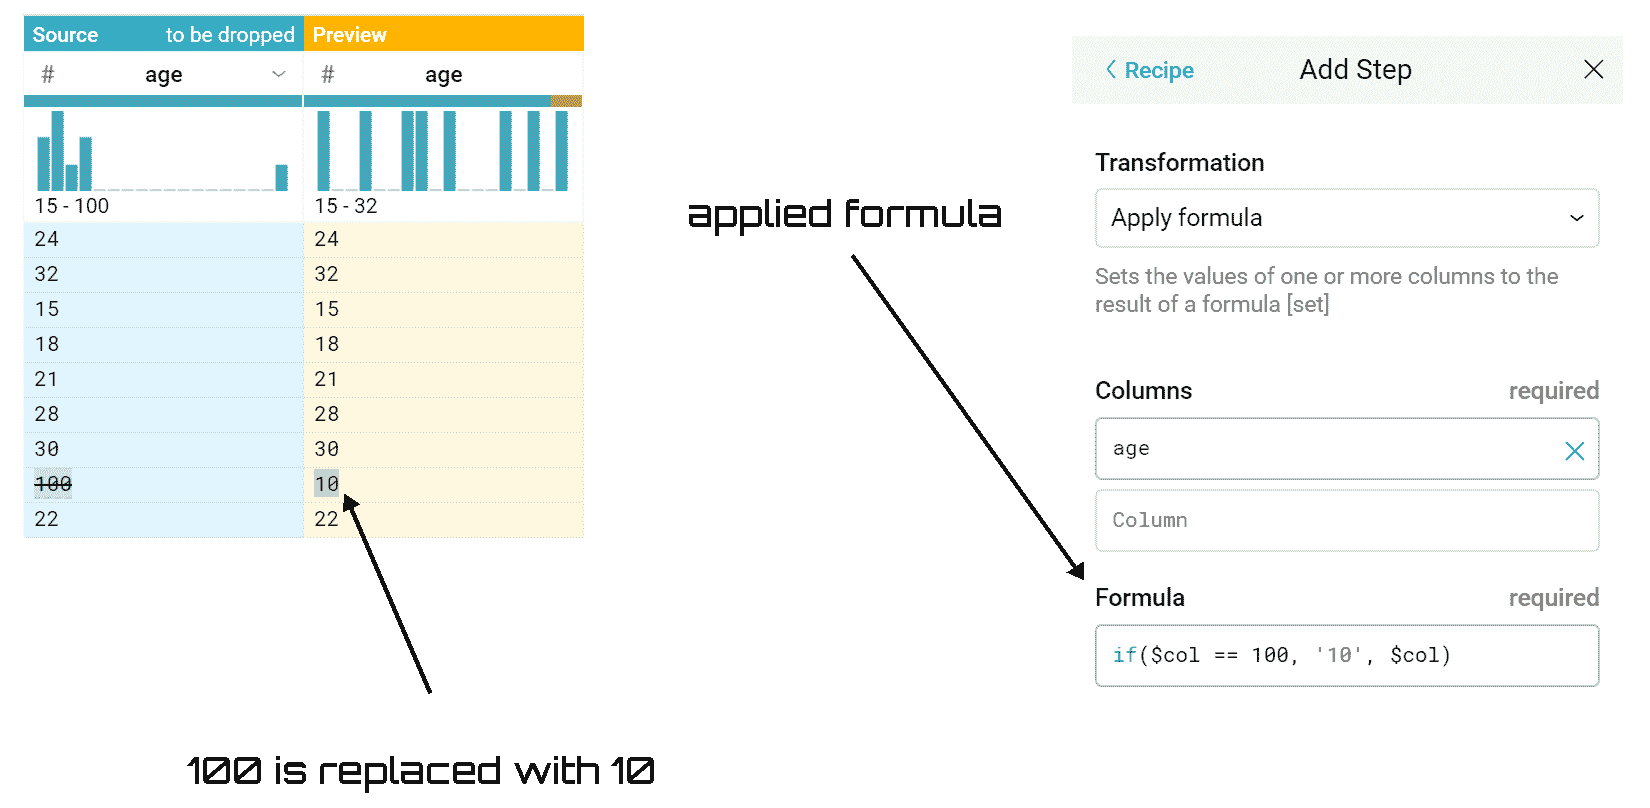 Source to be dropped Preview
# age # age
15 - 100 15 - 32
24 24
32 32
15 15
18 18
21 21
28 28
30 30
100 10
22 22
100 is replaced with 10
applied formula
Recipe Add Step
Transformation
Apply formula
Sets the values of one or more columns to the
result of a formula [set]
Columns required
age
Column
Formula required
if($col == 100, '10', $col)